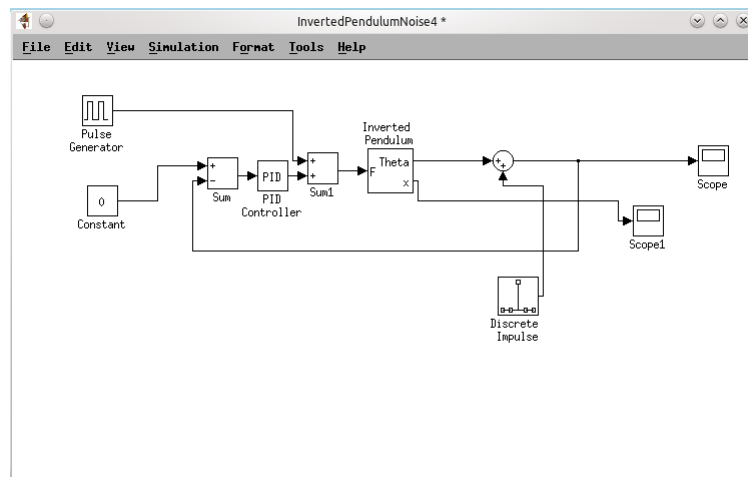 InvertedPendulumNoise4 *
File Edit View Simulation Format Tools Help
Pulse
Generator
0
Constant
+
−
Sum
PID
PID
Controller
+
+
Sum1
Inverted
Pendulum
F
Theta
x
+
+
Scope
Scope1
Discrete
Impulse